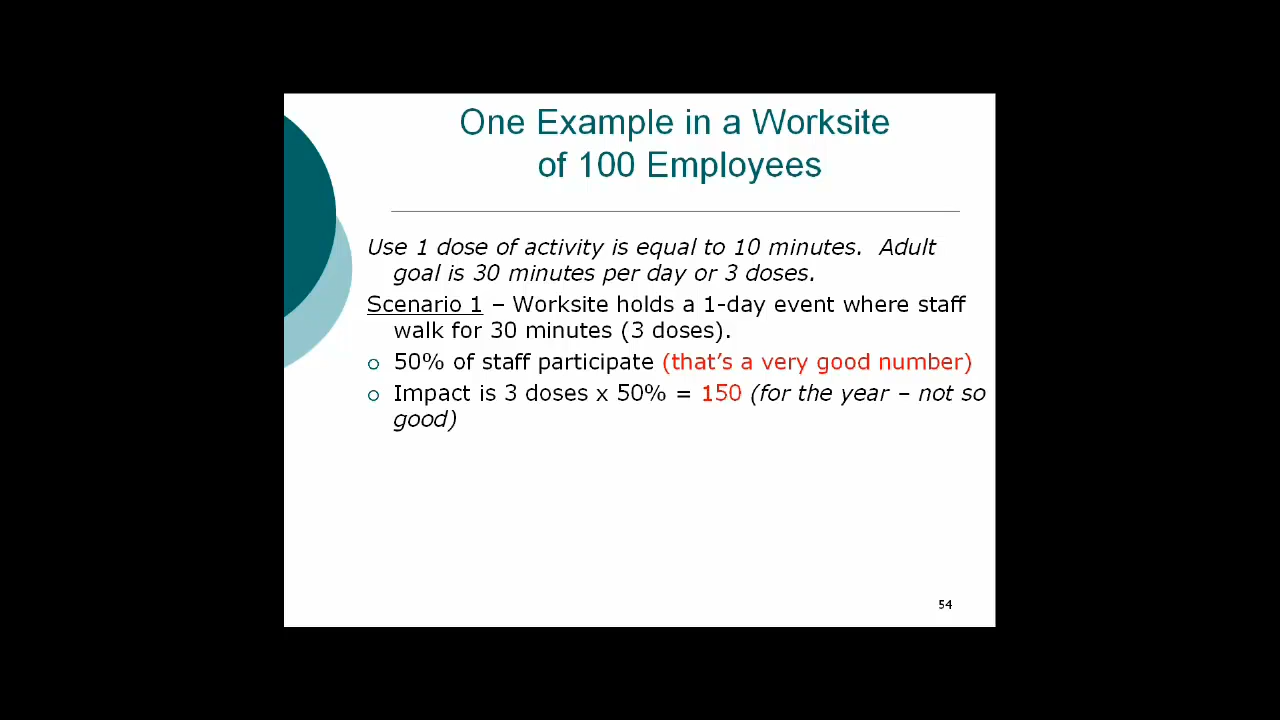 One Example in a Worksite
of 100 Employees
Use 1 dose of activity is equal to 10 minutes.  Adult
goal is 30 minutes per day or 3 doses.
Scenario 1 – Worksite holds a 1-day event where staff
walk for 30 minutes (3 doses).
50% of staff participate (that’s a very good number)
Impact is 3 doses x 50% = 150 (for the year – not so
good)
54